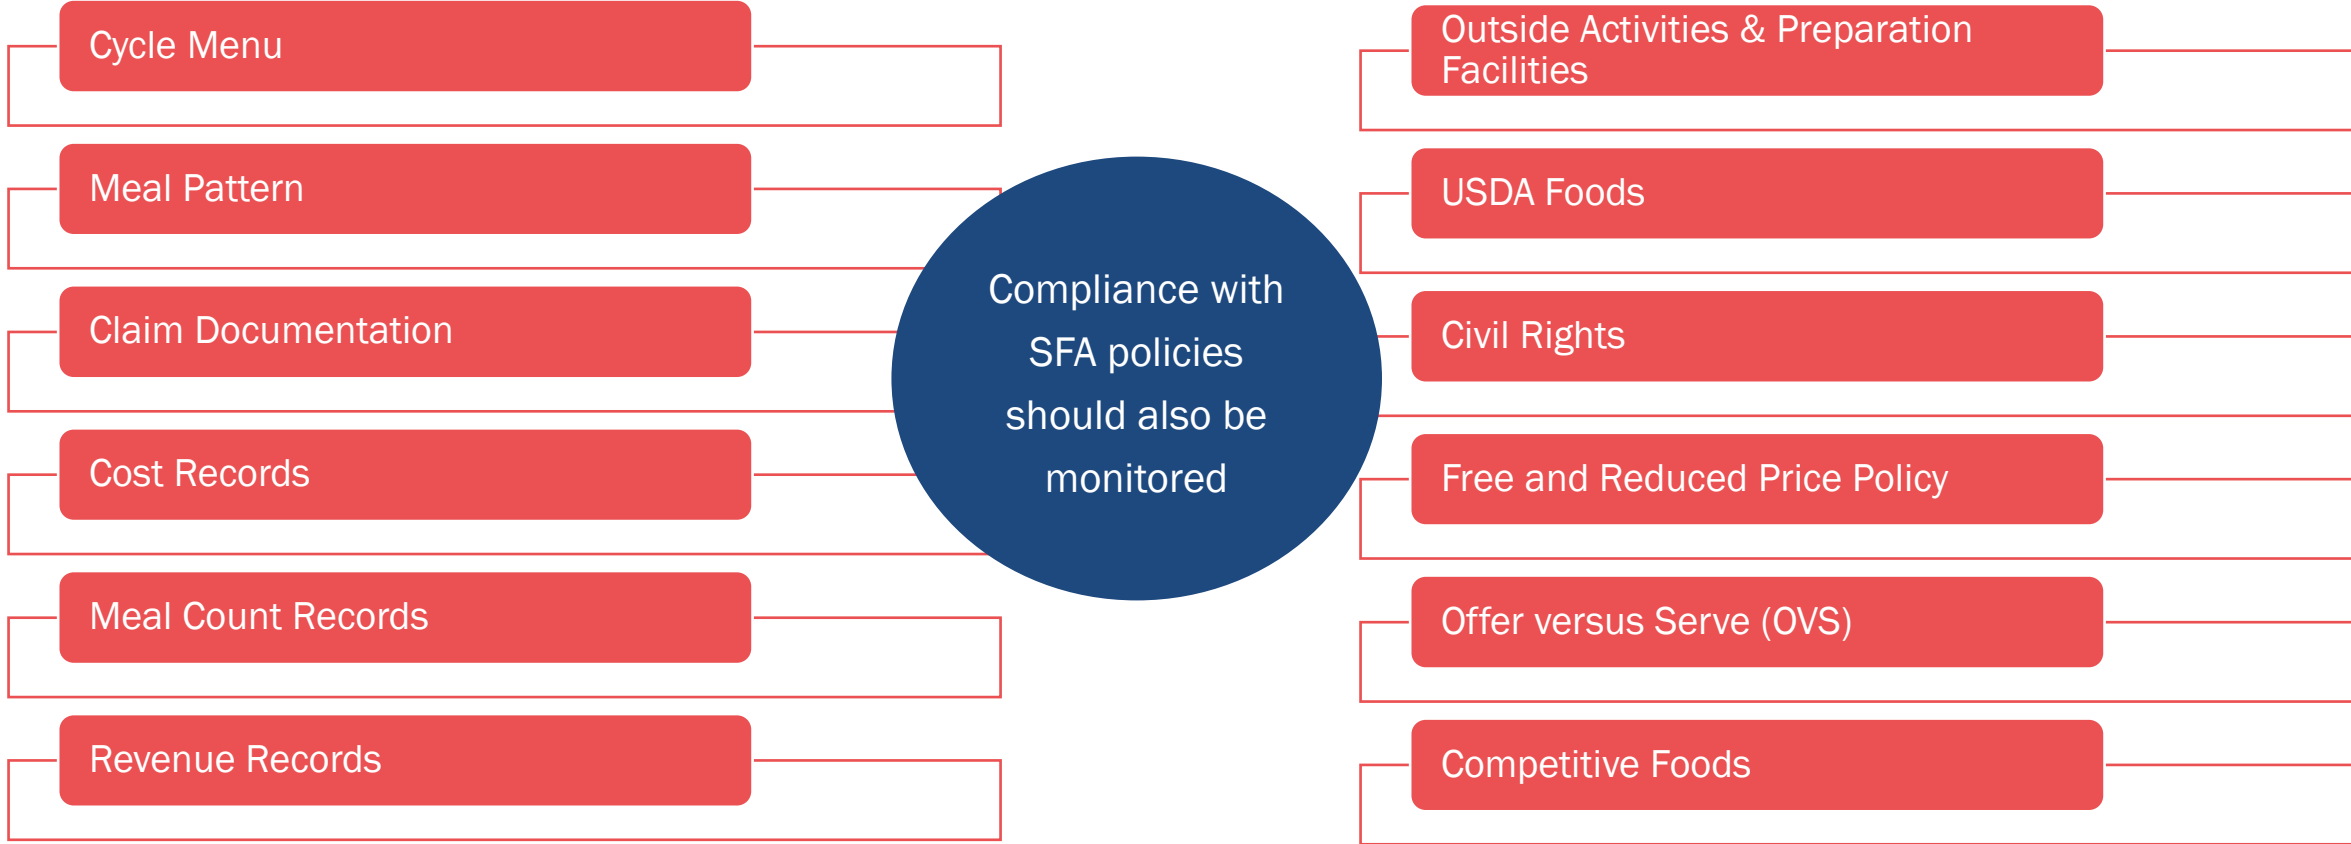 Cycle Menu
Meal Pattern
Claim Documentation
Cost Records
Meal Count Records
Revenue Records
Compliance with
SFA policies
should also be
monitored
Outside Activities & Preparation
Facilities
USDA Foods
Civil Rights
Free and Reduced Price Policy
Offer versus Serve (OVS)
Competitive Foods